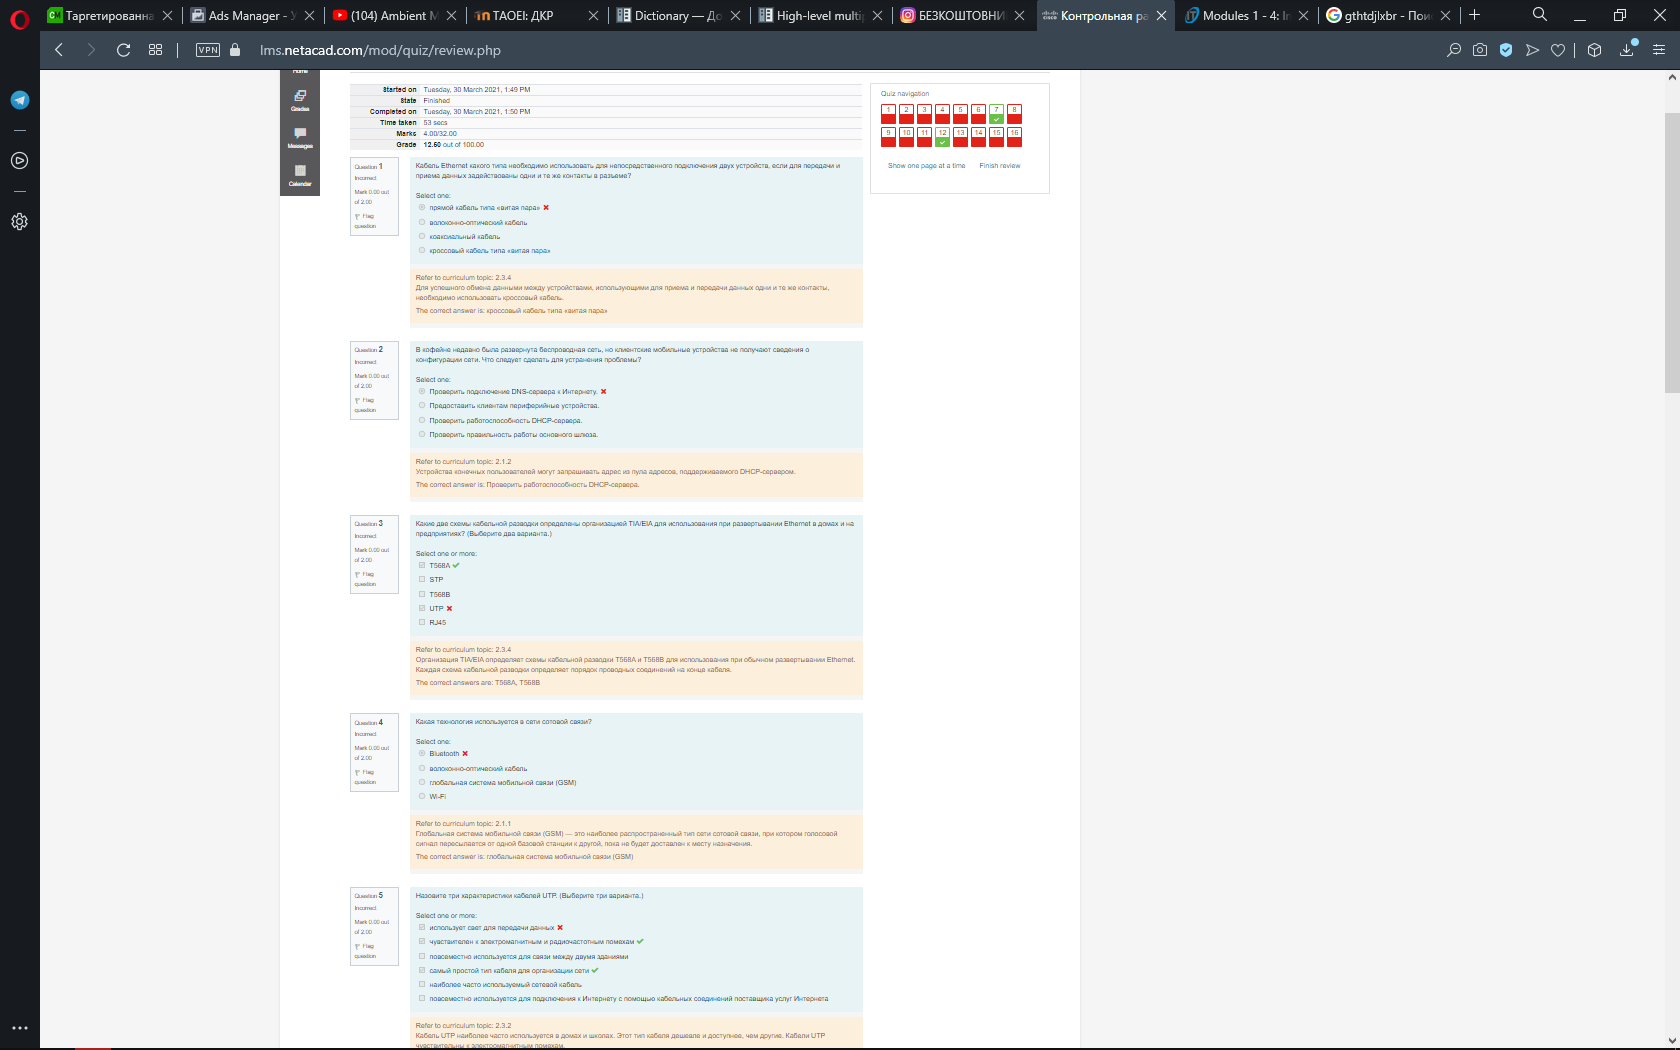 Таргетированна
Ads Manager - У
(104) Ambient M
TAOEI: ДКР
Dictionary — До
High-level multip
БЕЗКОШТОВНИ
Контрольная ра
Modules 1 - 4: In
gthtdjlxbr - Пои
VPN
lms.netacad.com/mod/quiz/review.php
Home
Grades
Messages
Calendar
Started on Tuesday, 30 March 2021, 1:49 PM
State Finished
Completed on Tuesday, 30 March 2021, 1:50 PM
Time taken 53 secs
Marks 4.00/32.00
Grade 12.50 out of 100.00
Quiz navigation
1 2 3 4 5 6 7 8
9 10 11 12 13 14 15 16
Show one page at a time Finish review
Question 1
Incorrect
Mark 0.00 out
of 2.00
Flag
question
Кабель Ethernet какого типа необходимо использовать для непосредственного подключения двух устройств, если для передачи и
приема данных задействованы одни и те же контакты в разъеме?
Select one:
прямой кабель типа «витая пара»
волоконно-оптический кабель
коаксиальный кабель
кроссовый кабель типа «витая пара»
Refer to curriculum topic: 2.3.4
Для успешного обмена данными между устройствами, использующими для приема и передачи данных одни и те же контакты,
необходимо использовать кроссовый кабель.
The correct answer is: кроссовый кабель типа «витая пара»
Question 2
Incorrect
Mark 0.00 out
of 2.00
Flag
question
В кофейне недавно была развернута беспроводная сеть, но клиентские мобильные устройства не получают сведения о
конфигурации сети. Что следует сделать для устранения проблемы?
Select one:
Проверить подключение DNS-сервера к Интернету.
Предоставить клиентам периферийные устройства.
Проверить работоспособность DHCP-сервера.
Проверить правильность работы основного шлюза.
Refer to curriculum topic: 2.1.2
Устройства конечных пользователей могут запрашивать адрес из пула адресов, поддерживаемого DHCP-сервером.
The correct answer is: Проверить работоспособность DHCP-сервера.
Question 3
Incorrect
Mark 0.00 out
of 2.00
Flag
question
Какие две схемы кабельной разводки определены организацией TIA/EIA для использования при развертывании Ethernet в домах и на
предприятиях? (Выберите два варианта.)
Select one or more:
T568A
STP
T568B
UTP
RJ45
Refer to curriculum topic: 2.3.4
Организация TIA/EIA определяет схемы кабельной разводки T568A и T568B для использования при обычном развертывании Ethernet.
Каждая схема кабельной разводки определяет порядок проводных соединений на конце кабеля.
The correct answers are: T568A, T568B
Question 4
Incorrect
Mark 0.00 out
of 2.00
Flag
question
Какая технология используется в сети сотовой связи?
Select one:
Bluetooth
волоконно-оптический кабель
глобальная система мобильной связи (GSM)
Wi-Fi
Refer to curriculum topic: 2.1.1
Глобальная система мобильной связи (GSM) — это наиболее распространенный тип сети сотовой связи, при котором голосовой
сигнал пересылается от одной базовой станции к другой, пока не будет доставлен к месту назначения.
The correct answer is: глобальная система мобильной связи (GSM)
Question 5
Incorrect
Mark 0.00 out
of 2.00
Flag
question
Назовите три характеристики кабелей UTP. (Выберите три варианта.)
Select one or more:
использует свет для передачи данных
чувствителен к электромагнитным и радиочастотным помехам
повсеместно используется для связи между двумя зданиями
самый простой тип кабеля для организации сети
наиболее часто используемый сетевой кабель
повсеместно используется для подключения к Интернету с помощью кабельных соединений поставщика услуг Интернета
Refer to curriculum topic: 2.3.2
Кабель UTP наиболее часто используется в домах и школах. Этот тип кабеля дешевле и доступнее, чем другие. Кабели UTP
чувствительны к электромагнитным помехам.